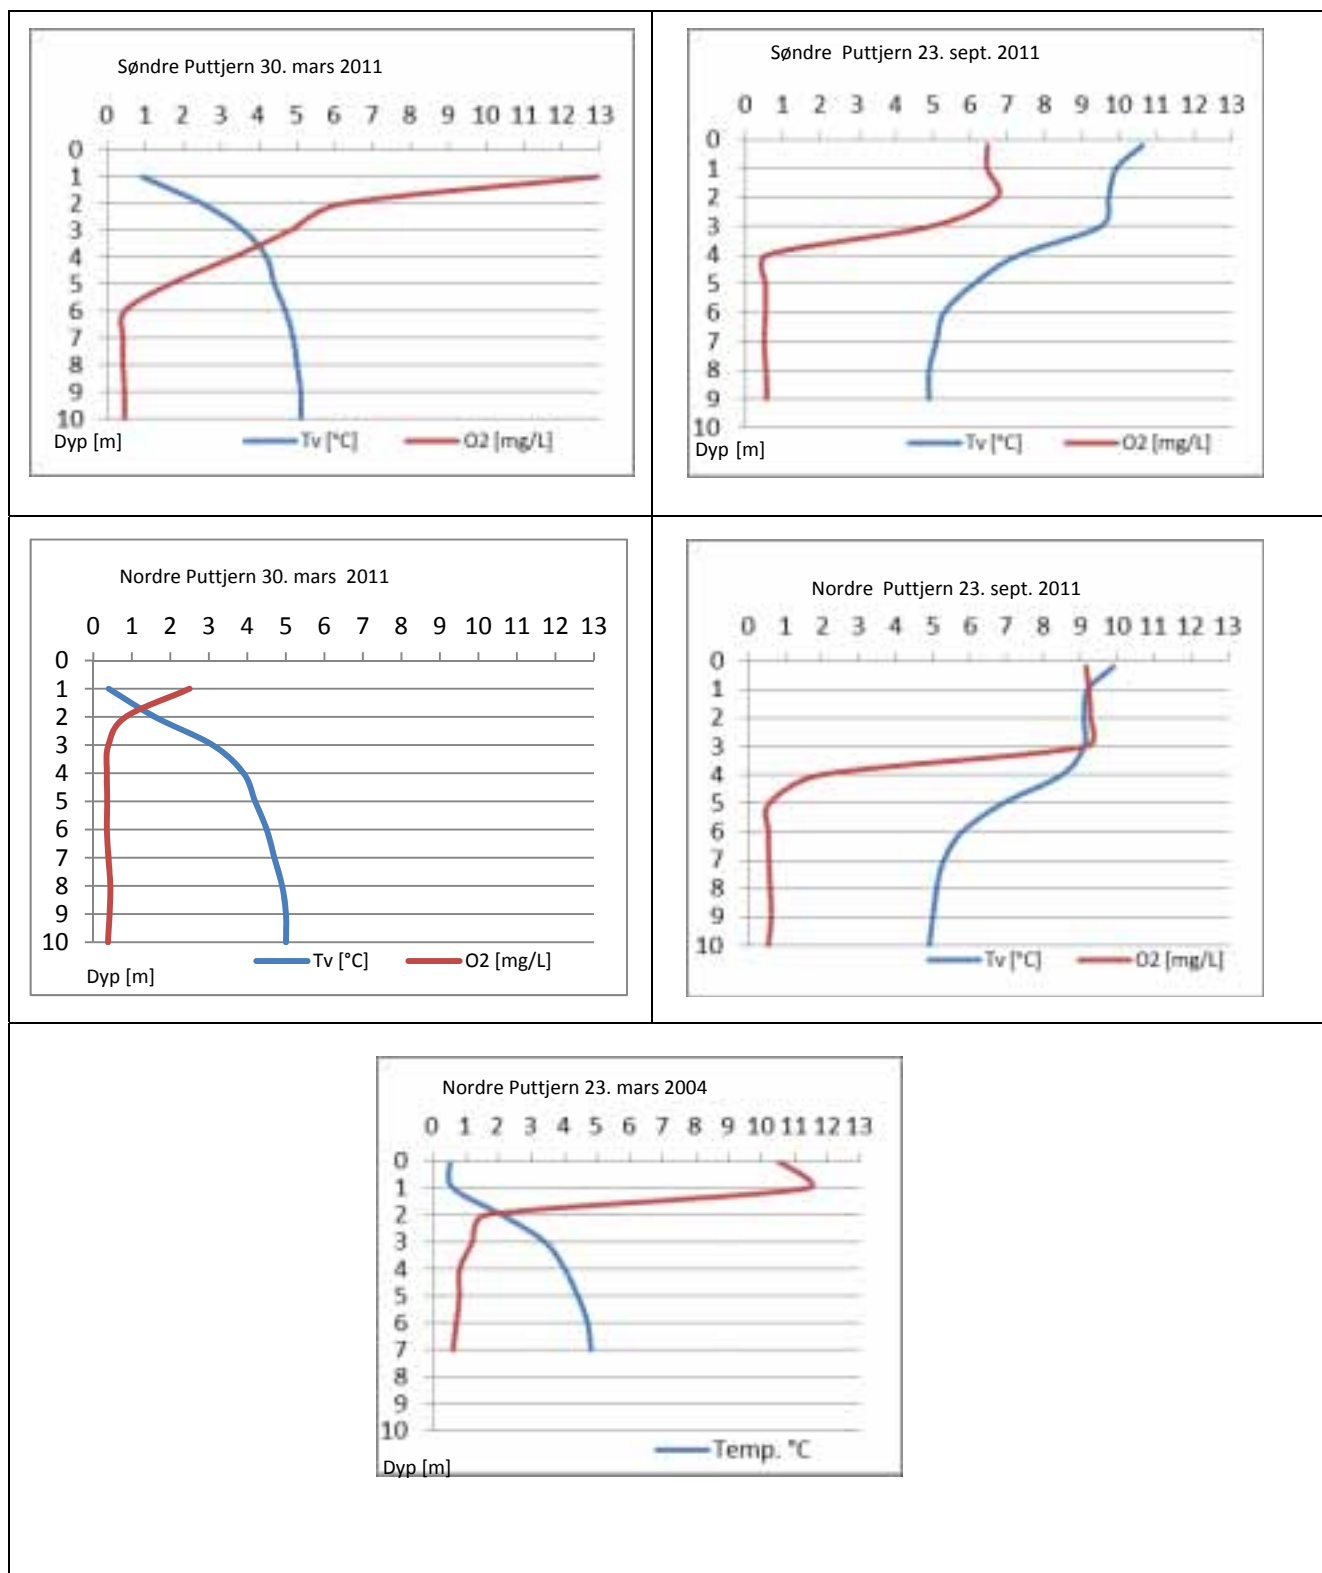 Søndre Puttjern 30. mars 2011
0 1 2 3 4 5 6 7 8 9 10 11 12 13
0
1
2
3
4
5
6
7
8
9
10
Dyp [m]
Tv [°C] O2 [mg/L]
Søndre Puttjern 23. sept. 2011
0 1 2 3 4 5 6 7 8 9 10 11 12 13
0
1
2
3
4
5
6
7
8
9
10
Tv [°C] O2 [mg/L]
Dyp [m]
Nordre Puttjern 30. mars 2011
0 1 2 3 4 5 6 7 8 9 10 11 12 13
0
1
2
3
4
5
6
7
8
9
10
Tv [°C] O2 [mg/L]
Dyp [m]
Nordre Puttjern 23. sept. 2011
0 1 2 3 4 5 6 7 8 9 10 11 12 13
0
1
2
3
4
5
6
7
8
9
10
Tv [°C] O2 [mg/L]
Dyp [m]
Nordre Puttjern 23. mars 2004
0 1 2 3 4 5 6 7 8 9 10 11 12 13
0
1
2
3
4
5
6
7
8
9
10
Temp. °C
Dyp [m]